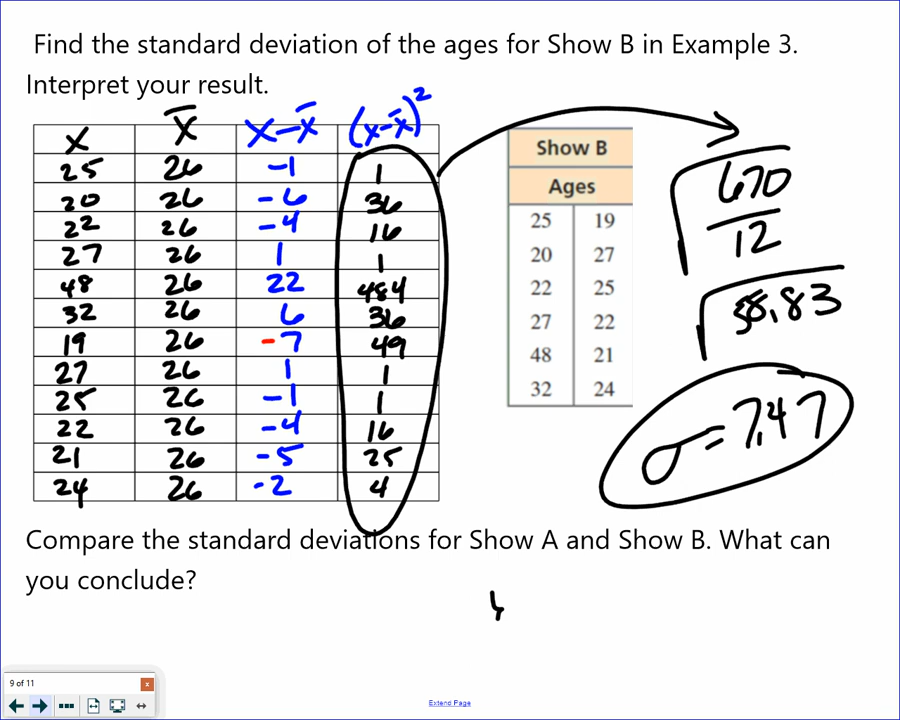 Find the standard deviation of the ages for Show B in Example 3.
Interpret your result.
x x̄ x-x̄ (x-x̄)²
25 26 -1 1
20 26 -6 36
22 26 -4 16
27 26 1 1
48 26 22 484
32 26 6 36
19 26 -7 49
27 26 1 1
25 26 -1 1
22 26 -4 16
21 26 -5 25
24 26 -2 4
Show B
Ages
25 19
20 27
22 25
27 22
48 21
32 24
√670
12
√55.83
σ=7.47
Compare the standard deviations for Show A and Show B. What can
you conclude?
9 of 11
Extend Page